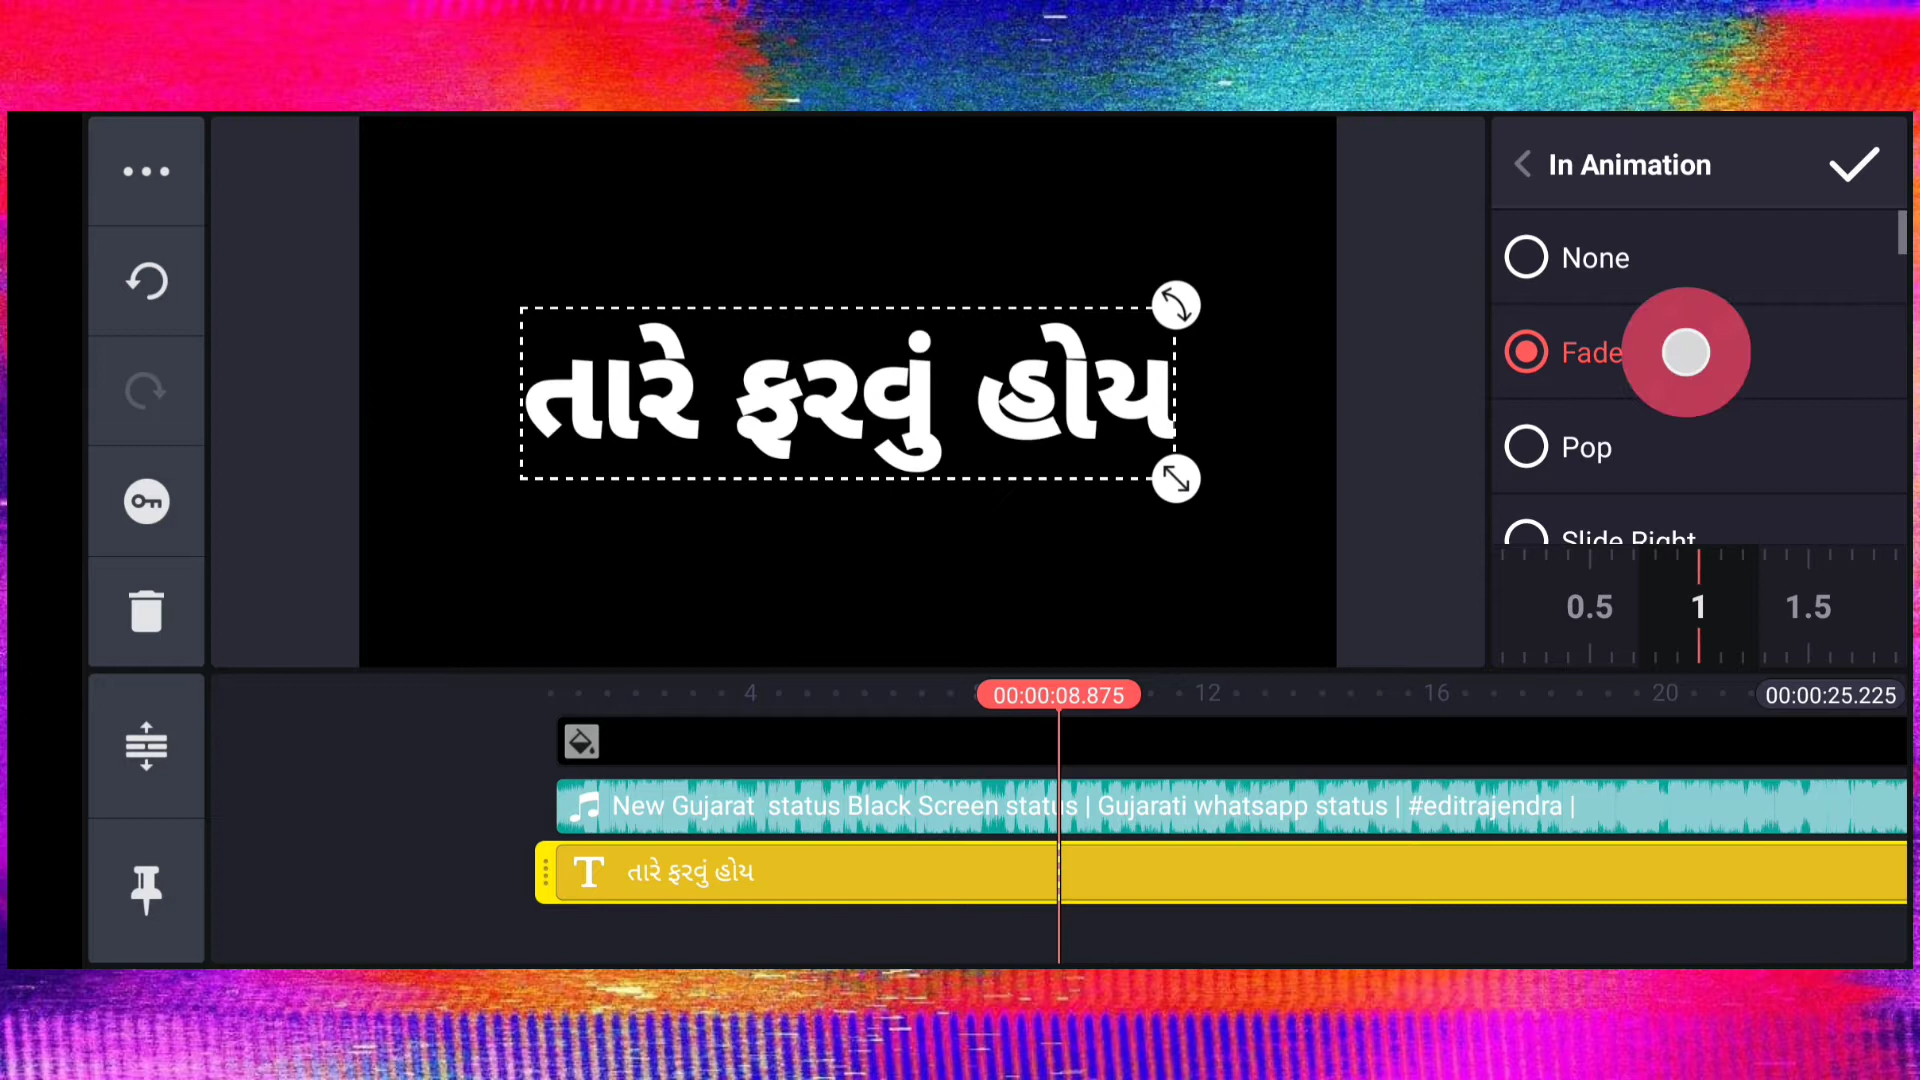 In Animation
None
તારે ફરવું હોય
Fade
Pop
Slide Right
0.5 1 1.5
4 00:00:08.875 12 16 20 00:00:25.225
New Gujarat status Black Screen status | Gujarati whatsapp status | #editrajendra |
T તારે ફરવું હોય